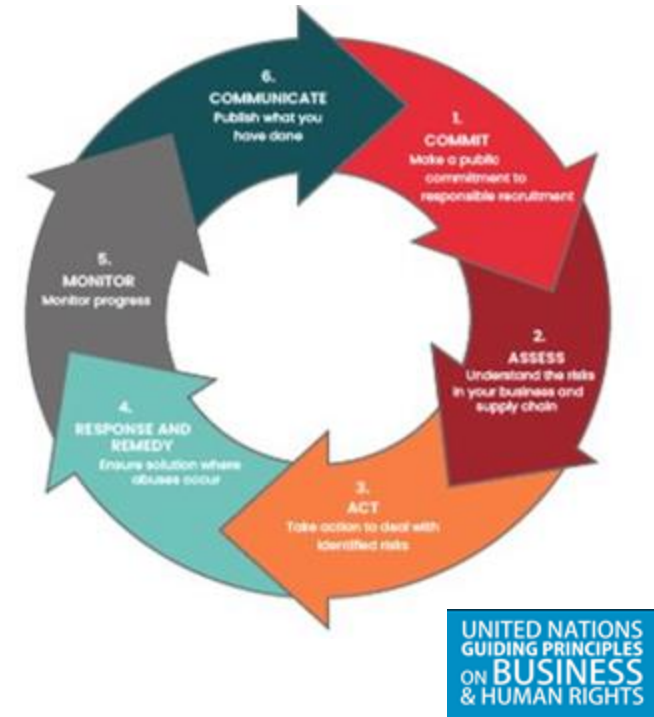 1.
COMMIT
Make a public
commitment to
responsible recruitment
2.
ASSESS
Understand the risks
in your business and
supply chain
3.
ACT
Take action to deal with
identified risks
4.
RESPONSE AND
REMEDY
Ensure solution where
abuses occur
5.
MONITOR
Monitor progress
6.
COMMUNICATE
Publish what you
have done
UNITED NATIONS
GUIDING PRINCIPLES
ON BUSINESS
& HUMAN RIGHTS